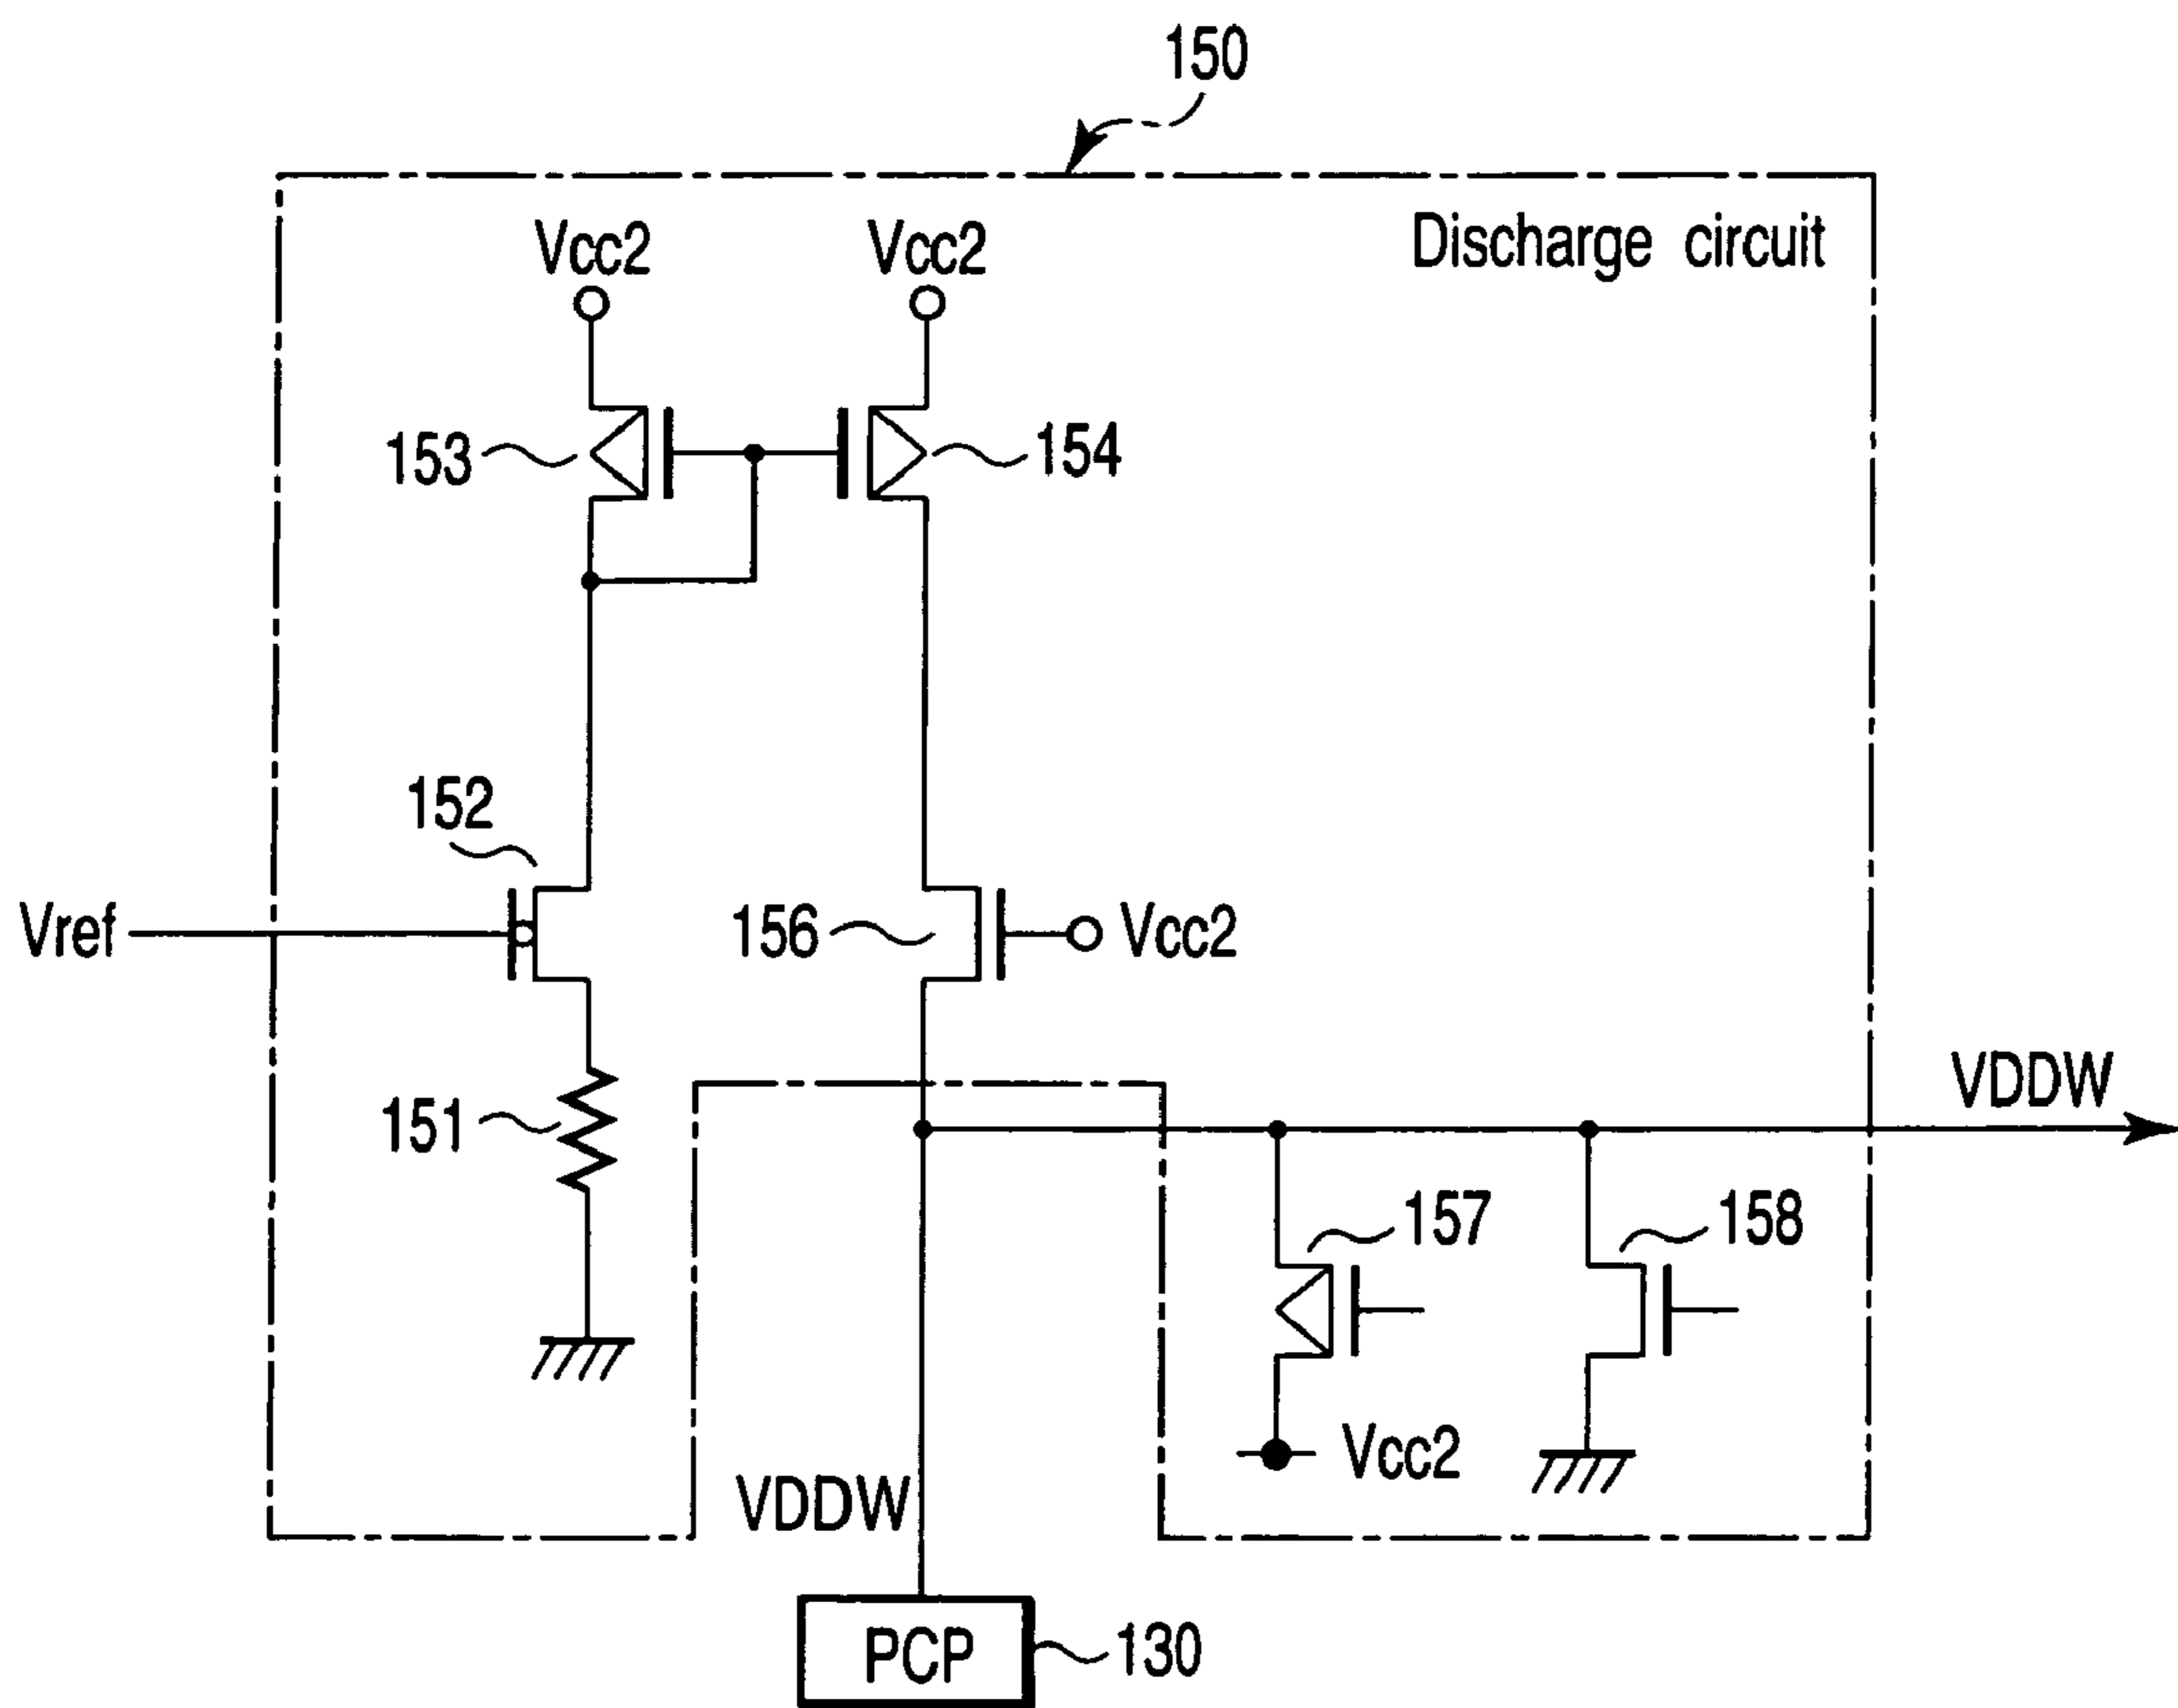 150
Discharge circuit
Vcc2
Vcc2
153
154
152
Vref
156
Vcc2
151
VDDW
157
158
Vcc2
VDDW
PCP
130